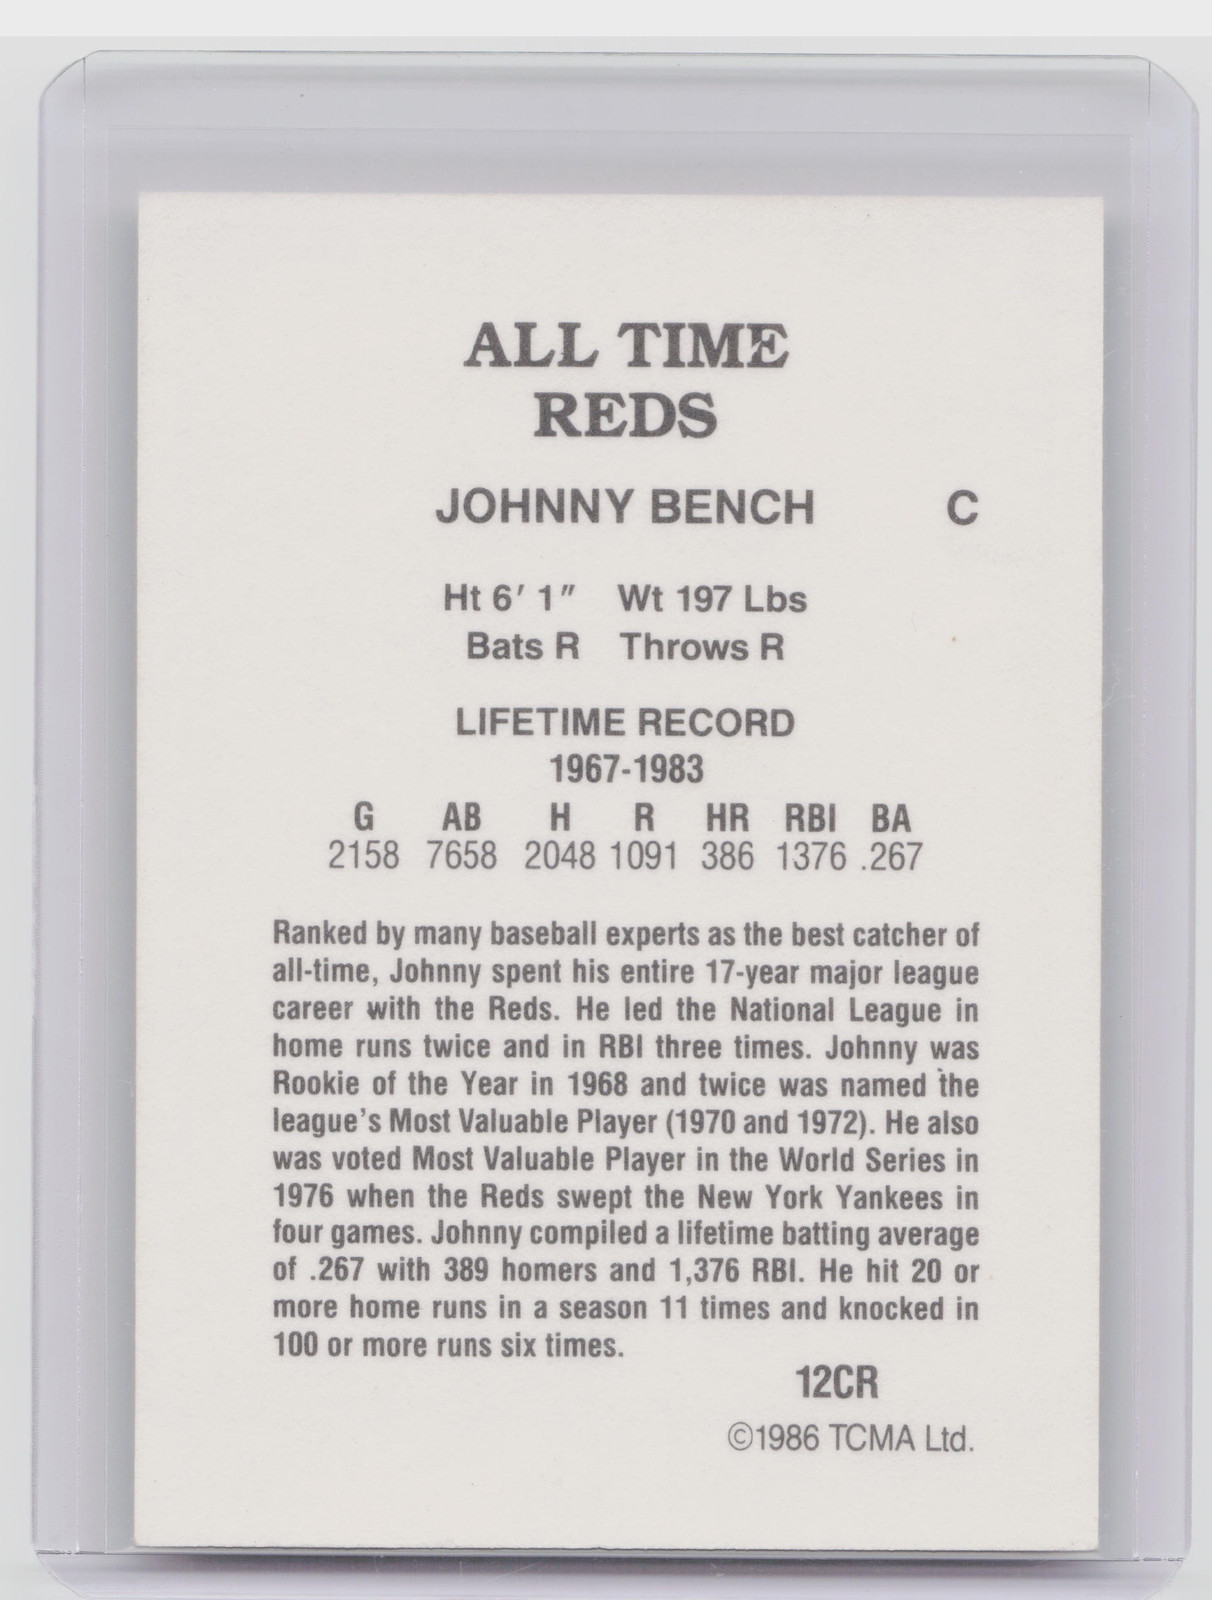 ALL TIME
REDS
JOHNNY BENCH C
Ht 6' 1" Wt 197 Lbs
Bats R Throws R
LIFETIME RECORD
1967-1983
G AB H R HR RBI BA
2158 7658 2048 1091 386 1376 .267
Ranked by many baseball experts as the best catcher of
all-time, Johnny spent his entire 17-year major league
career with the Reds. He led the National League in
home runs twice and in RBI three times. Johnny was
Rookie of the Year in 1968 and twice was named the
league's Most Valuable Player (1970 and 1972). He also
was voted Most Valuable Player in the World Series in
1976 when the Reds swept the New York Yankees in
four games. Johnny compiled a lifetime batting average
of .267 with 389 homers and 1,376 RBI. He hit 20 or
more home runs in a season 11 times and knocked in
100 or more runs six times.
12CR
©1986 TCMA Ltd.